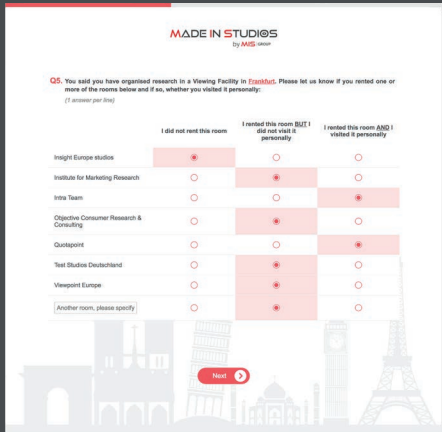 MADE IN STUDIOS
by MIS GROUP
Q5. You said you have organised research in a Viewing Facility in Frankfurt. Please let us know if you rented one or
more of the rooms below and if so, whether you visited it personally:
(1 answer per line)
I did not rent this room
I rented this room BUT I
did not visit it
personally
I rented this room AND I
visited it personally
Insight Europe studios
Institute for Marketing Research
Intra Team
Objective Consumer Research &
Consulting
Quotapoint
Test Studios Deutschland
Viewpoint Europe
Another room, please specify
Next